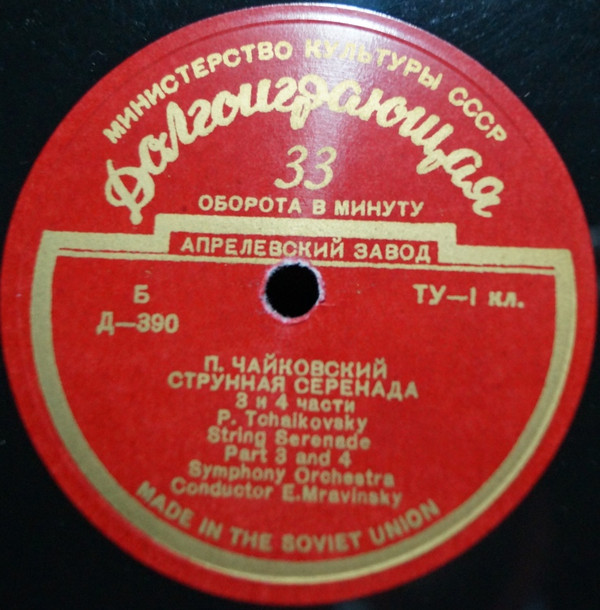 МИНИСТЕРСТВО КУЛЬТУРЫ СССР
Долгоиграющая
33
ОБОРОТА В МИНУТУ
АПРЕЛЕВСКИЙ ЗАВОД
Б
Д—390
ТУ—1 кл.
П. ЧАЙКОВСКИЙ
СТРУННАЯ СЕРЕНАДА
3 и 4 части
P. Tchaikovsky
String Serenade
Part 3 and 4
Symphony Orchestra
Conductor E.Mravinsky
MADE IN THE SOVIET UNION